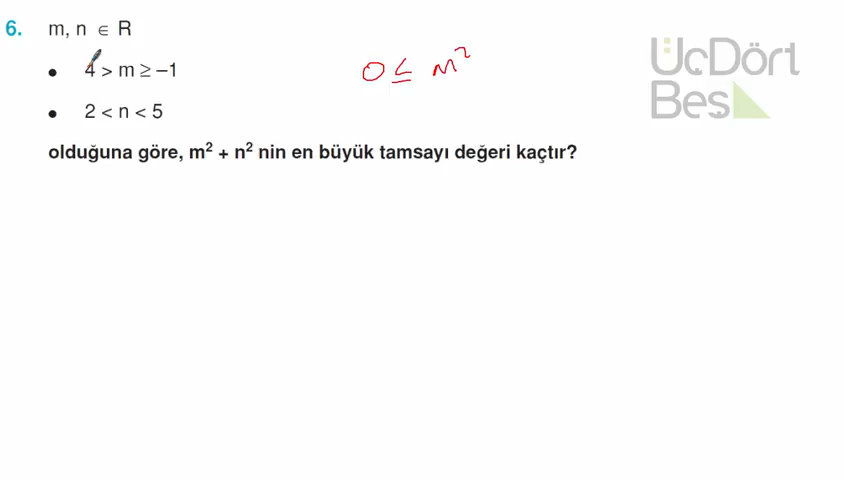 6. m, n ∈ R
• 4 > m ≥ –1
0 ≤ m²
• 2 < n < 5
olduğuna göre, m² + n² nin en büyük tamsayı değeri kaçtır?
ÜçDört
Beş